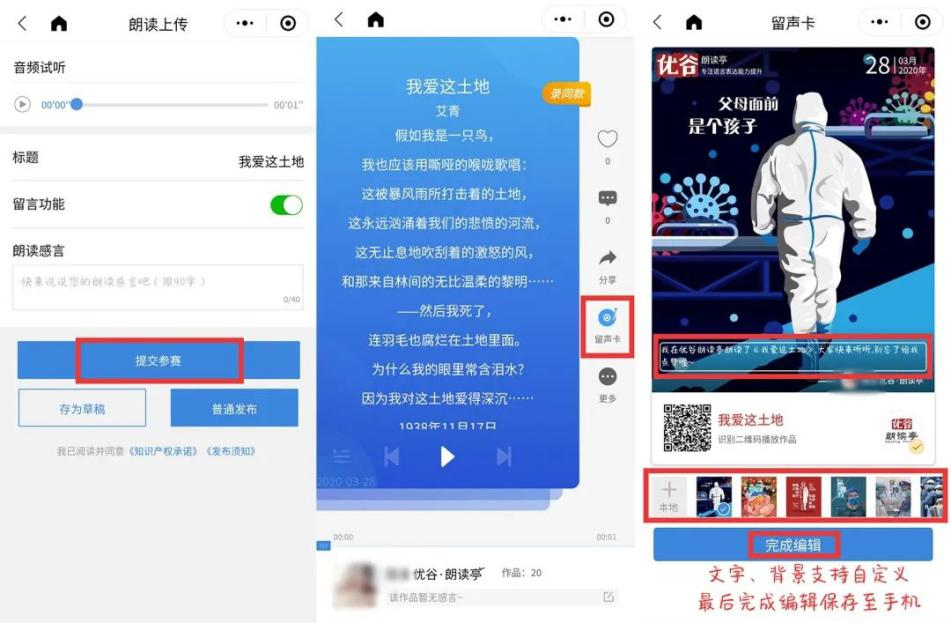 朗读上传
音频试听
00'00"
00'01"
标题
我爱这土地
留言功能
朗读感言
快来说说您的朗读感言吧（限40字）
0/40
提交参赛
存为草稿
普通发布
我已阅读并同意《知识产权承诺》《发布须知》
我爱这土地
录同款
艾青
假如我是一只鸟，
我也应该用嘶哑的喉咙歌唱：
这被暴风雨所打击着的土地，
这永远汹涌着我们的悲愤的河流，
这无止息地吹刮着的激怒的风，
和那来自林间的无比温柔的黎明……
——然后我死了，
连羽毛也腐烂在土地里面。
为什么我的眼里常含泪水？
因为我对这土地爱得深沉……
1938年11月17日
2020-03-28
0
0
分享
留声卡
更多
00:00
00:01
优谷·朗读亭
作品：20
该作品暂无感言~
留声卡
优谷
朗读亭
专注语言表达能力提升
28
03月
2020年
父母面前
是个孩子
我在优谷朗读亭朗读了《我爱这土地》，大家快来听听，别忘了给我
点赞喔~
优谷·朗读亭
我爱这土地
识别二维码播放作品
优谷
朗读亭
本地
完成编辑
文字、背景支持自定义
最后完成编辑保存至手机